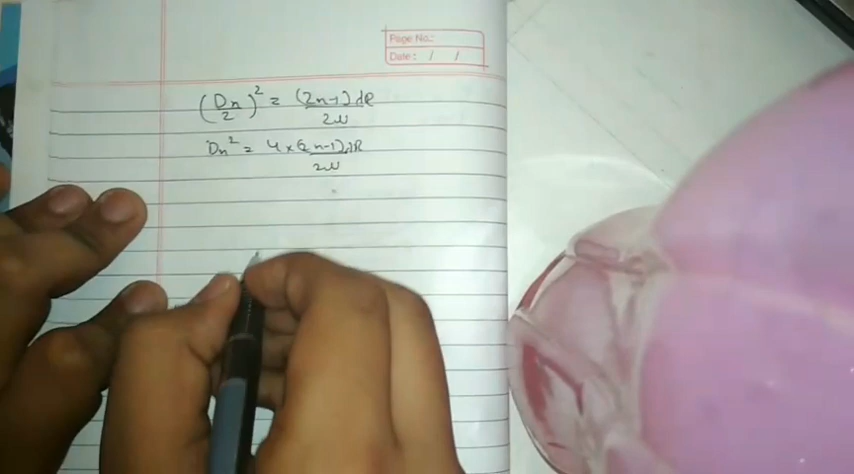 Page No.:
Date: / /
(Dn/2)² = (2n-1)λR/2μ
Dn² = 4×(2n-1)λR/2μ